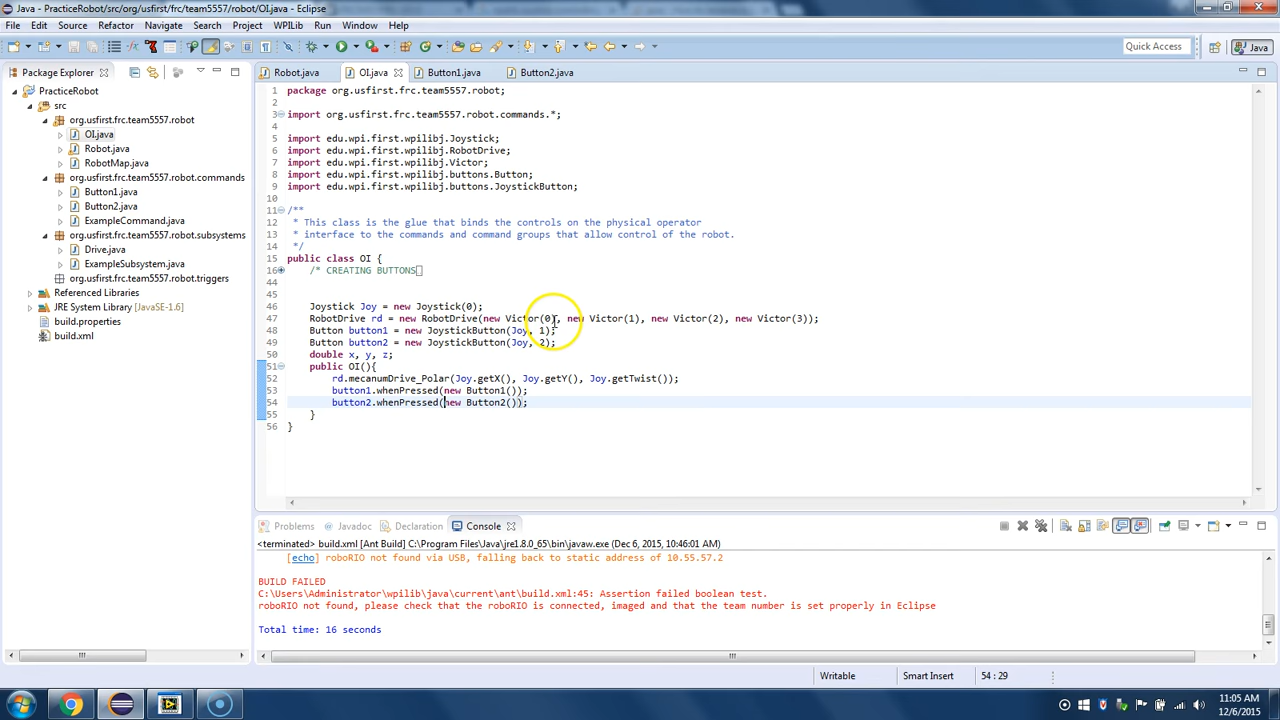 Java - PracticeRobot/src/org/usfirst/frc/team5557/robot/OI.java - Eclipse
File Edit Source Refactor Navigate Search Project WPILib Run Window Help
Quick Access
Java
Package Explorer
PracticeRobot
src
org.usfirst.frc.team5557.robot
OI.java
Robot.java
RobotMap.java
org.usfirst.frc.team5557.robot.commands
Button1.java
Button2.java
ExampleCommand.java
org.usfirst.frc.team5557.robot.subsystems
Drive.java
ExampleSubsystem.java
org.usfirst.frc.team5557.robot.triggers
Referenced Libraries
JRE System Library [JavaSE-1.6]
build.properties
build.xml
Robot.java OI.java Button1.java Button2.java
1 package org.usfirst.frc.team5557.robot;
2
3 import org.usfirst.frc.team5557.robot.commands.*;
4
5 import edu.wpi.first.wpilibj.Joystick;
6 import edu.wpi.first.wpilibj.RobotDrive;
7 import edu.wpi.first.wpilibj.Victor;
8 import edu.wpi.first.wpilibj.buttons.Button;
9 import edu.wpi.first.wpilibj.buttons.JoystickButton;
10
11 /**
12 * This class is the glue that binds the controls on the physical operator
13 * interface to the commands and command groups that allow control of the robot.
14 */
15 public class OI {
16 /* CREATING BUTTONS
44
45
46 Joystick Joy = new Joystick(0);
47 RobotDrive rd = new RobotDrive(new Victor(0), new Victor(1), new Victor(2), new Victor(3));
48 Button button1 = new JoystickButton(Joy, 1);
49 Button button2 = new JoystickButton(Joy, 2);
50 double x, y, z;
51 public OI(){
52 rd.mecanumDrive_Polar(Joy.getX(), Joy.getY(), Joy.getTwist());
53 button1.whenPressed(new Button1());
54 button2.whenPressed(new Button2());
55 }
56 }
Problems Javadoc Declaration Console
<terminated> build.xml [Ant Build] C:\Program Files\Java\jre1.8.0_65\bin\javaw.exe (Dec 6, 2015, 10:46:01 AM)
[echo] roboRIO not found via USB, falling back to static address of 10.55.57.2
BUILD FAILED
C:\Users\Administrator\wpilib\java\current\ant\build.xml:45: Assertion failed boolean test.
roboRIO not found, please check that the roboRIO is connected, imaged and that the team number is set properly in Eclipse
Total time: 16 seconds
Writable Smart Insert 54 : 29
11:05 AM
12/6/2015